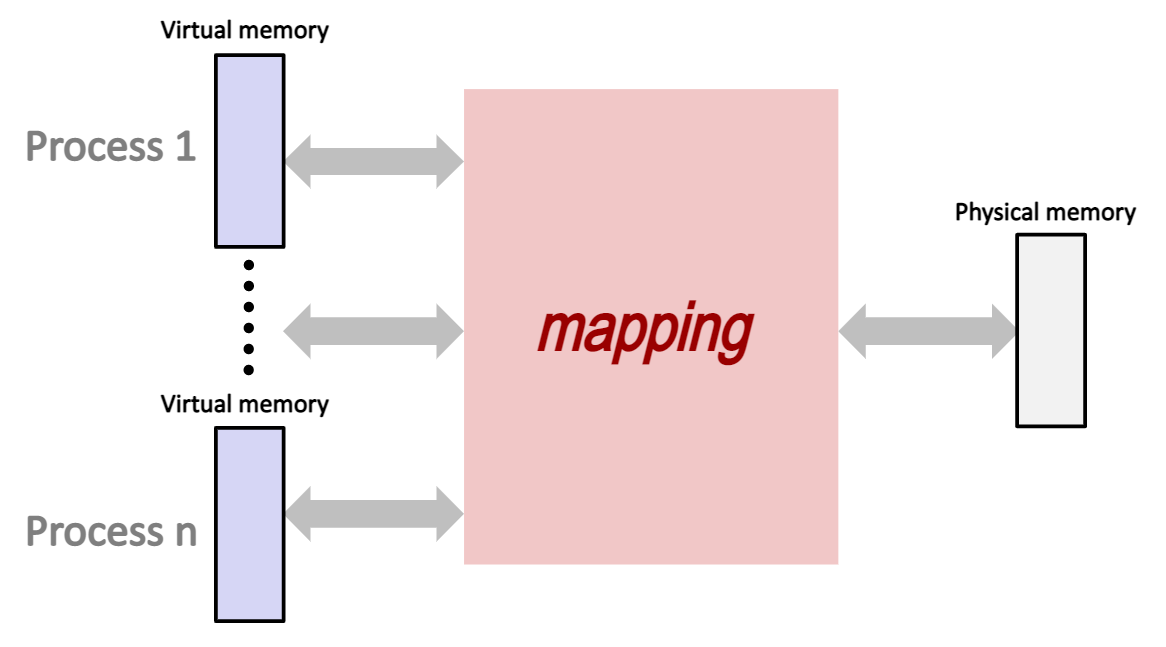 Virtual memory
Process 1
Physical memory
mapping
Virtual memory
Process n